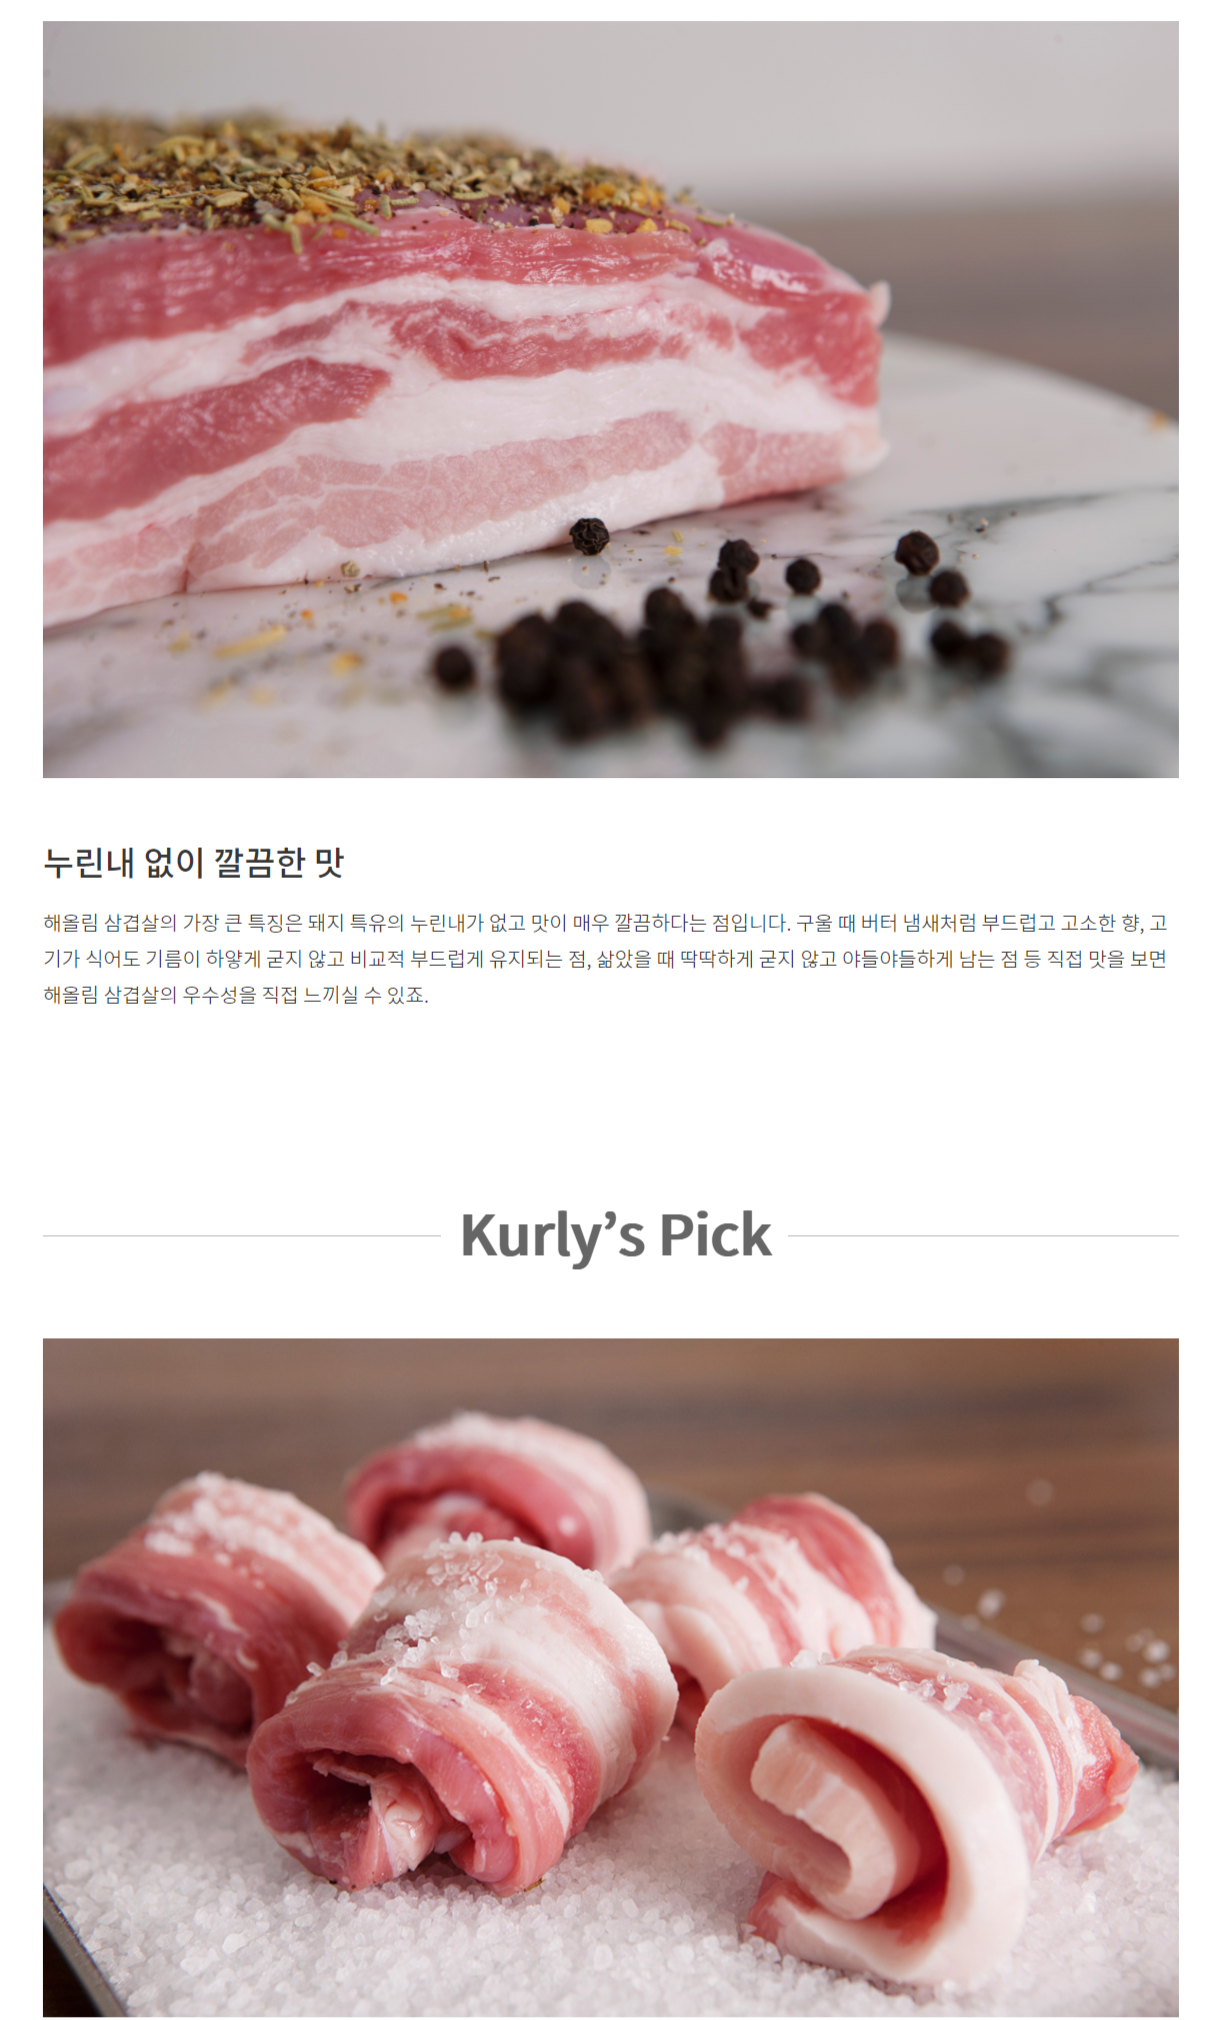 누린내 없이 깔끔한 맛
해올림 삼겹살의 가장 큰 특징은 돼지 특유의 누린내가 없고 맛이 매우 깔끔하다는 점입니다. 구울 때 버터 냄새처럼 부드럽고 고소한 향, 고
기가 식어도 기름이 하얗게 굳지 않고 비교적 부드럽게 유지되는 점, 삶았을 때 딱딱하게 굳지 않고 야들야들하게 남는 점 등 직접 맛을 보면
해올림 삼겹살의 우수성을 직접 느끼실 수 있죠.
Kurly’s Pick